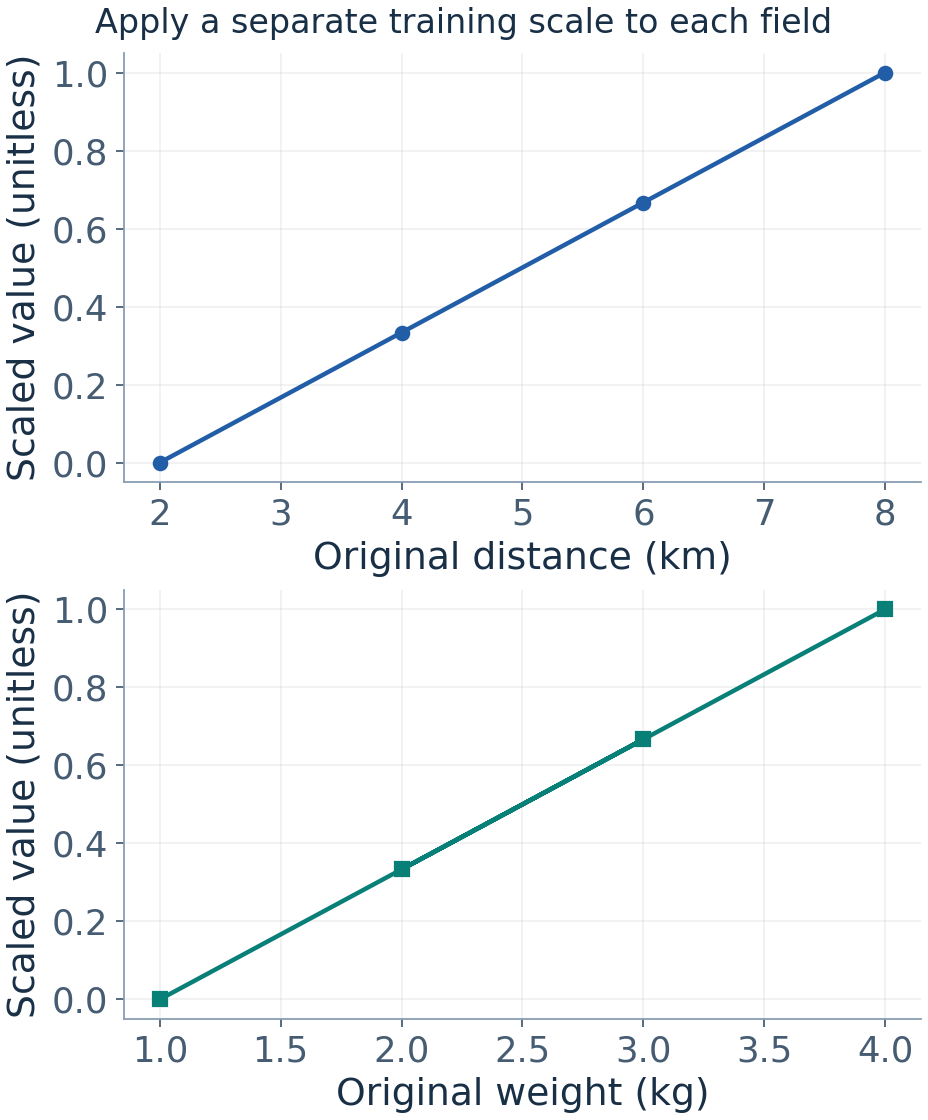 Apply a separate training scale to each field
Scaled value (unitless)
1.0
0.8
0.6
0.4
0.2
0.0
2 3 4 5 6 7 8
Original distance (km)
Scaled value (unitless)
1.0
0.8
0.6
0.4
0.2
0.0
1.0 1.5 2.0 2.5 3.0 3.5 4.0
Original weight (kg)